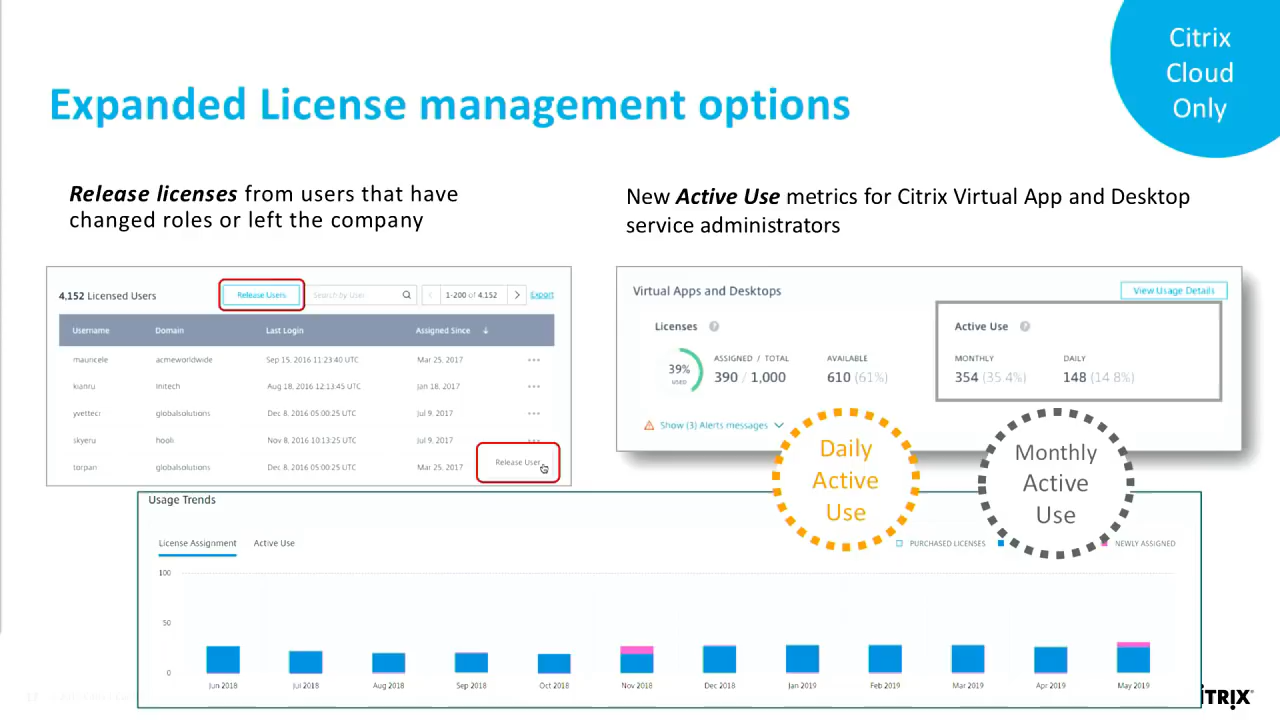 Citrix
Cloud
Only
Expanded License management options
Release licenses from users that have
changed roles or left the company
New Active Use metrics for Citrix Virtual App and Desktop
service administrators
4,152 Licensed Users
Release Users
Search by User
1-200 of 4,152
Export
Username Domain Last Login Assigned Since
mauricele acmeworldwide Sep 15, 2016 11:23:40 UTC Mar 25, 2017
kianru Initech Aug 18, 2016 12:13:45 UTC Jan 18, 2017
yvetteci globalsolutions Dec 8, 2016 05:00:25 UTC Jul 9, 2017
skyeru hooli Nov 8, 2016 10:13:25 UTC Jul 9, 2017
torpan globalsolutions Dec 8, 2016 05:00:25 UTC Mar 25, 2017
Release User
Virtual Apps and Desktops
View Usage Details
Licenses
39%
USED
ASSIGNED / TOTAL
390 / 1,000
AVAILABLE
610 (61%)
Active Use
MONTHLY
354 (35.4%)
DAILY
148 (14.8%)
Show (3) Alerts messages
Daily
Active
Use
Monthly
Active
Use
Usage Trends
License Assignment Active Use
PURCHASED LICENSES
NEWLY ASSIGNED
100
50
0
Jun 2018 Jul 2018 Aug 2018 Sep 2018 Oct 2018 Nov 2018 Dec 2018 Jan 2019 Feb 2019 Mar 2019 Apr 2019 May 2019
CITRIX